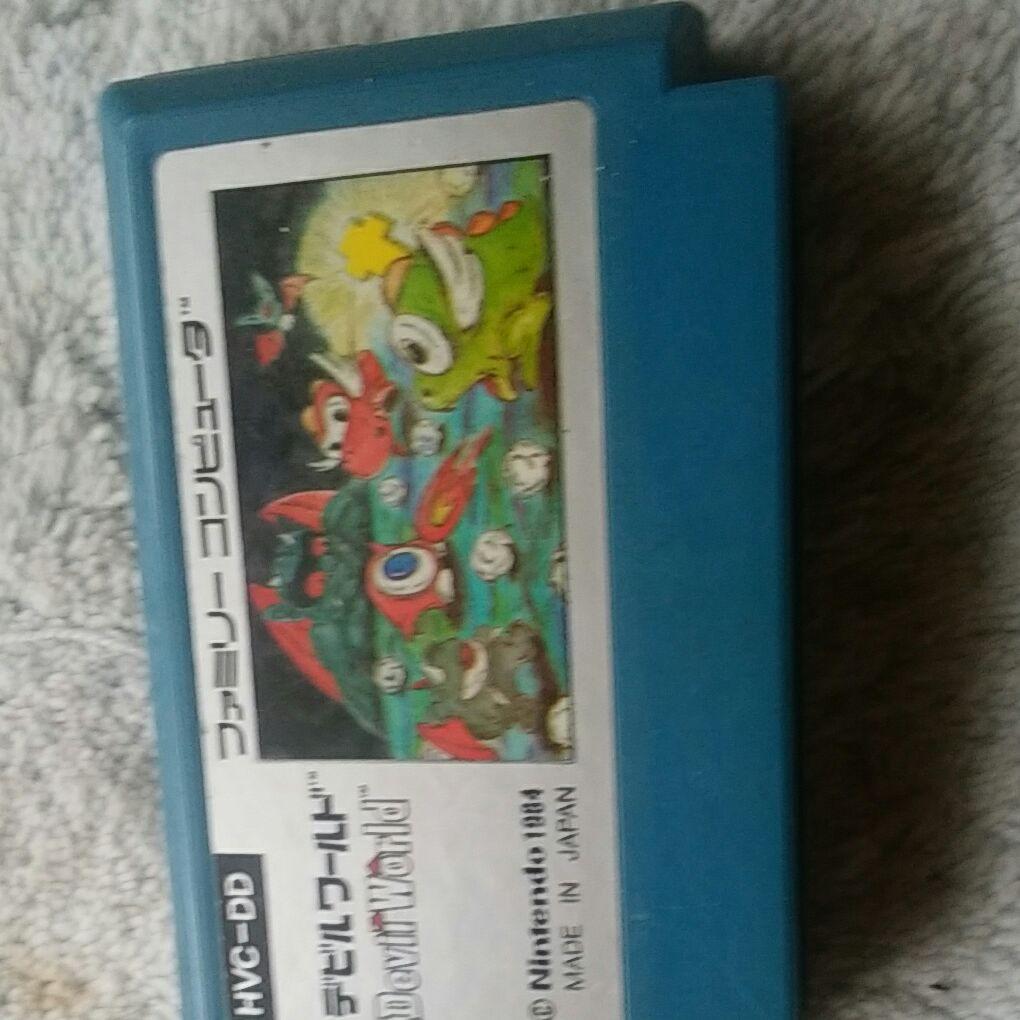 ファミリー コンピュータ™
HVC-DD
デビルワールド™
Devil World™
© Nintendo 1984
MADE IN JAPAN